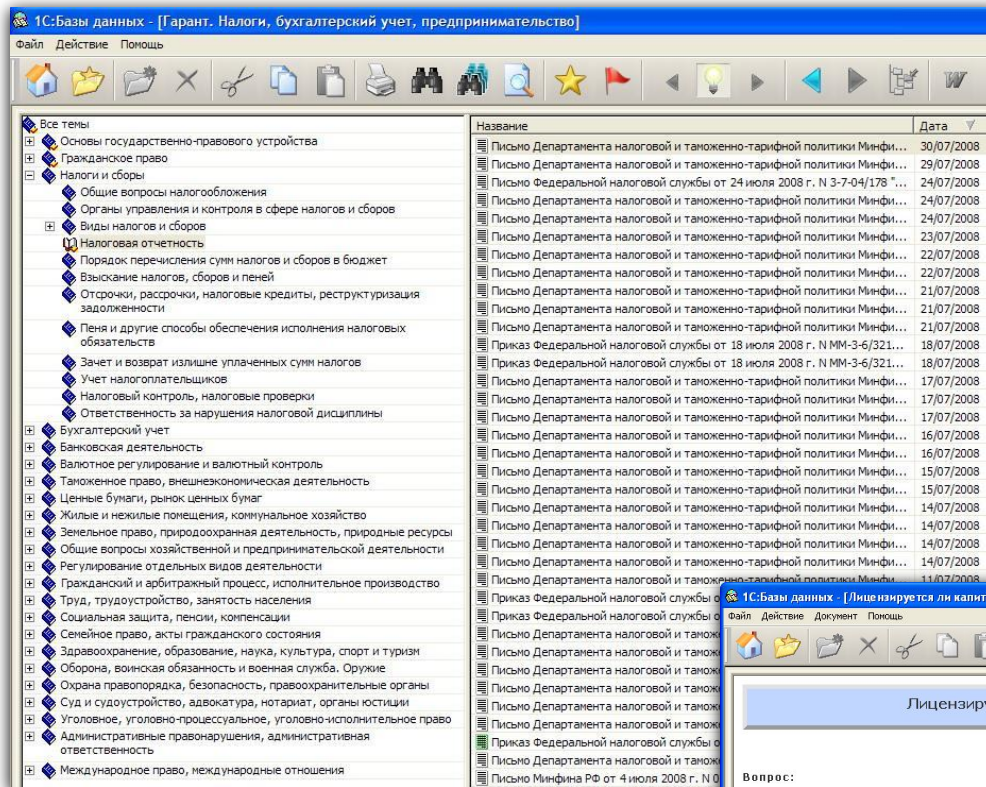 1С:Базы данных - [Гарант. Налоги, бухгалтерский учет, предпринимательство]
Файл Действие Помощь
W
Все темы
Основы государственно-правового устройства
Гражданское право
Налоги и сборы
Общие вопросы налогообложения
Органы управления и контроля в сфере налогов и сборов
Виды налогов и сборов
Налоговая отчетность
Порядок перечисления сумм налогов и сборов в бюджет
Взыскание налогов, сборов и пеней
Отсрочки, рассрочки, налоговые кредиты, реструктуризация
задолженности
Пеня и другие способы обеспечения исполнения налоговых
обязательств
Зачет и возврат излишне уплаченных сумм налогов
Учет налогоплательщиков
Налоговый контроль, налоговые проверки
Ответственность за нарушения налоговой дисциплины
Бухгалтерский учет
Банковская деятельность
Валютное регулирование и валютный контроль
Таможенное право, внешнеэкономическая деятельность
Ценные бумаги, рынок ценных бумаг
Жилые и нежилые помещения, коммунальное хозяйство
Земельное право, природоохранная деятельность, природные ресурсы
Общие вопросы хозяйственной и предпринимательской деятельности
Регулирование отдельных видов деятельности
Гражданский и арбитражный процесс, исполнительное производство
Труд, трудоустройство, занятость населения
Социальная защита, пенсии, компенсации
Семейное право, акты гражданского состояния
Здравоохранение, образование, наука, культура, спорт и туризм
Оборона, воинская обязанность и военная служба. Оружие
Охрана правопорядка, безопасность, правоохранительные органы
Суд и судоустройство, адвокатура, нотариат, органы юстиции
Уголовное, уголовно-процессуальное, уголовно-исполнительное право
Административные правонарушения, административная
ответственность
Международное право, международные отношения
Название Дата
Письмо Департамента налоговой и таможенно-тарифной политики Минфи... 30/07/2008
Письмо Департамента налоговой и таможенно-тарифной политики Минфи... 29/07/2008
Письмо Федеральной налоговой службы от 24 июля 2008 г. N 3-7-04/178 "... 24/07/2008
Письмо Департамента налоговой и таможенно-тарифной политики Минфи... 24/07/2008
Письмо Департамента налоговой и таможенно-тарифной политики Минфи... 24/07/2008
Письмо Департамента налоговой и таможенно-тарифной политики Минфи... 23/07/2008
Письмо Департамента налоговой и таможенно-тарифной политики Минфи... 22/07/2008
Письмо Департамента налоговой и таможенно-тарифной политики Минфи... 22/07/2008
Письмо Департамента налоговой и таможенно-тарифной политики Минфи... 21/07/2008
Письмо Департамента налоговой и таможенно-тарифной политики Минфи... 21/07/2008
Письмо Департамента налоговой и таможенно-тарифной политики Минфи... 21/07/2008
Приказ Федеральной налоговой службы от 18 июля 2008 г. N ММ-3-6/321... 18/07/2008
Приказ Федеральной налоговой службы от 18 июля 2008 г. N ММ-3-6/321... 18/07/2008
Письмо Департамента налоговой и таможенно-тарифной политики Минфи... 17/07/2008
Письмо Департамента налоговой и таможенно-тарифной политики Минфи... 17/07/2008
Письмо Департамента налоговой и таможенно-тарифной политики Минфи... 17/07/2008
Письмо Департамента налоговой и таможенно-тарифной политики Минфи... 16/07/2008
Письмо Департамента налоговой и таможенно-тарифной политики Минфи... 16/07/2008
Письмо Департамента налоговой и таможенно-тарифной политики Минфи... 15/07/2008
Письмо Департамента налоговой и таможенно-тарифной политики Минфи... 15/07/2008
Письмо Департамента налоговой и таможенно-тарифной политики Минфи... 14/07/2008
Письмо Департамента налоговой и таможенно-тарифной политики Минфи... 14/07/2008
Письмо Департамента налоговой и таможенно-тарифной политики Минфи... 14/07/2008
Письмо Департамента налоговой и таможенно-тарифной политики Минфи... 14/07/2008
Письмо Департамента налоговой и таможенно-тарифной политики Минфи... 11/07/2008
Приказ Федеральной налоговой службы о
Приказ Федеральной налоговой службы о
Письмо Департамента налоговой и тамож
Письмо Департамента налоговой и тамож
Письмо Департамента налоговой и тамож
Письмо Департамента налоговой и тамож
Письмо Департамента налоговой и тамож
Письмо Департамента налоговой и тамож
Приказ Федеральной налоговой службы о
Письмо Департамента налоговой и тамож
Письмо Минфина РФ от 4 июля 2008 г. N 0
1С:Базы данных - [Лицензируется ли капит
Файл Действие Документ Помощь
Лицензиру
Вопрос: